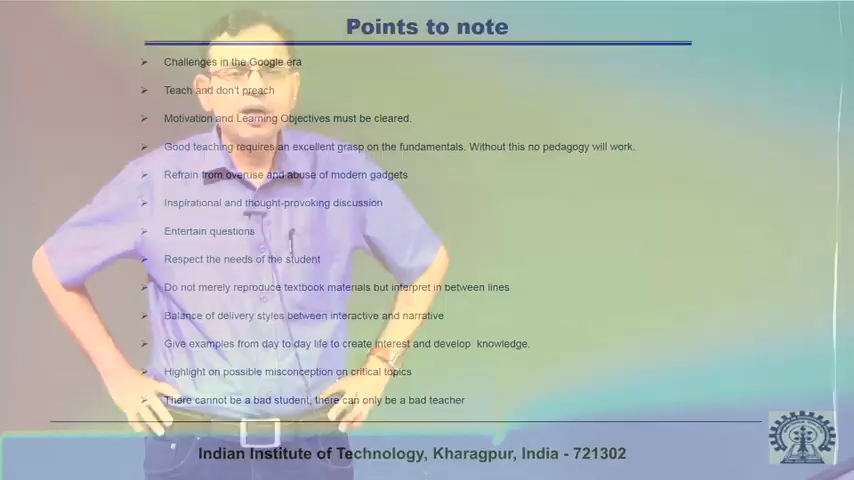 Points to note
Challenges in the Google era
Teach and don't preach
Motivation and Learning Objectives must be cleared.
Good teaching requires an excellent grasp on the fundamentals. Without this no pedagogy will work.
Refrain from overuse and abuse of modern gadgets
Inspirational and thought-provoking discussion
Entertain questions
Respect the needs of the student
Do not merely reproduce textbook materials but interpret in between lines
Balance of delivery styles between interactive and narrative
Give examples from day to day life to create interest and develop knowledge.
Highlight on possible misconception on critical topics
There cannot be a bad student, there can only be a bad teacher
Indian Institute of Technology, Kharagpur, India - 721302